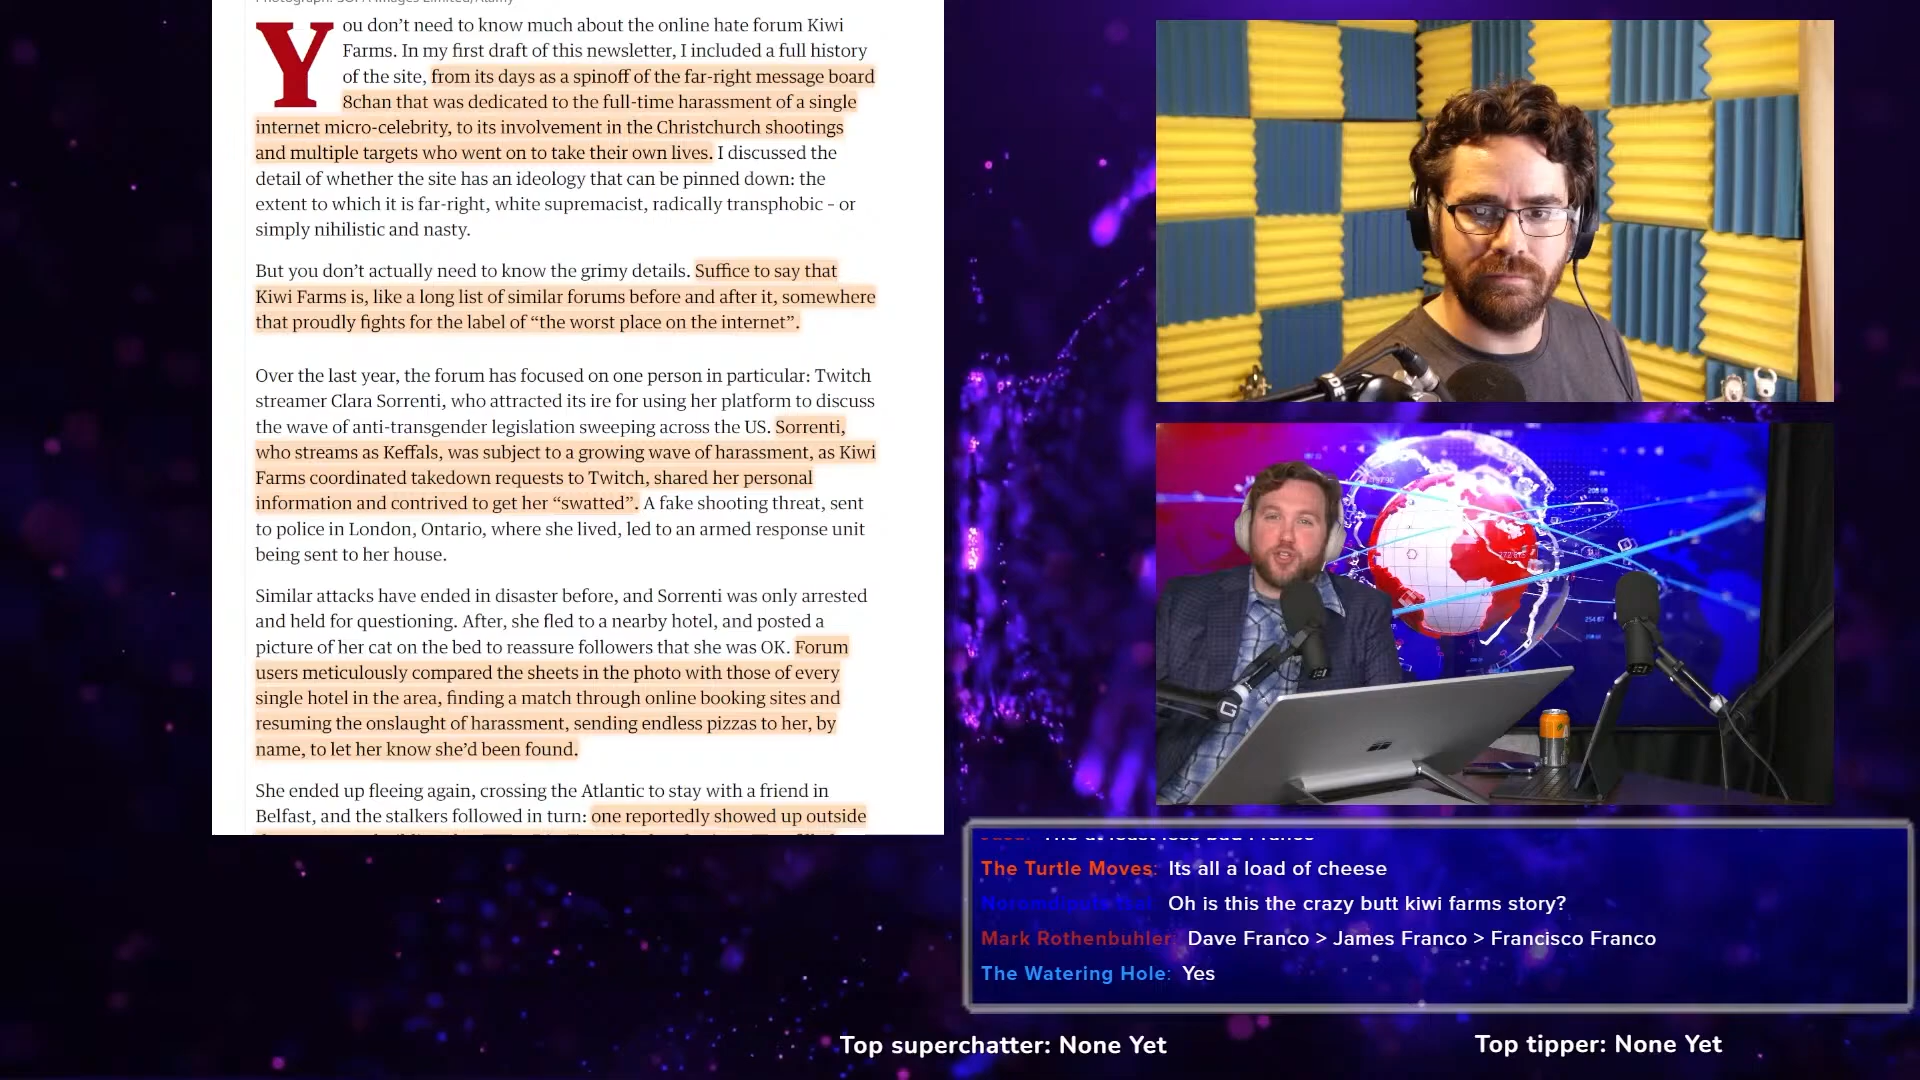 You don’t need to know much about the online hate forum Kiwi
Farms. In my first draft of this newsletter, I included a full history
of the site, from its days as a spinoff of the far-right message board
8chan that was dedicated to the full-time harassment of a single
internet micro-celebrity, to its involvement in the Christchurch shootings
and multiple targets who went on to take their own lives. I discussed the
detail of whether the site has an ideology that can be pinned down: the
extent to which it is far-right, white supremacist, radically transphobic – or
simply nihilistic and nasty.
But you don’t actually need to know the grimy details. Suffice to say that
Kiwi Farms is, like a long list of similar forums before and after it, somewhere
that proudly fights for the label of “the worst place on the internet”.
Over the last year, the forum has focused on one person in particular: Twitch
streamer Clara Sorrenti, who attracted its ire for using her platform to discuss
the wave of anti-transgender legislation sweeping across the US. Sorrenti,
who streams as Keffals, was subject to a growing wave of harassment, as Kiwi
Farms coordinated takedown requests to Twitch, shared her personal
information and contrived to get her “swatted”. A fake shooting threat, sent
to police in London, Ontario, where she lived, led to an armed response unit
being sent to her house.
Similar attacks have ended in disaster before, and Sorrenti was only arrested
and held for questioning. After, she fled to a nearby hotel, and posted a
picture of her cat on the bed to reassure followers that she was OK. Forum
users meticulously compared the sheets in the photo with those of every
single hotel in the area, finding a match through online booking sites and
resuming the onslaught of harassment, sending endless pizzas to her, by
name, to let her know she’d been found.
She ended up fleeing again, crossing the Atlantic to stay with a friend in
Belfast, and the stalkers followed in turn: one reportedly showed up outside
The Turtle Moves: Its all a load of cheese
Oh is this the crazy butt kiwi farms story?
Mark Rothenbuhler: Dave Franco > James Franco > Francisco Franco
The Watering Hole: Yes
Top superchatter: None Yet
Top tipper: None Yet